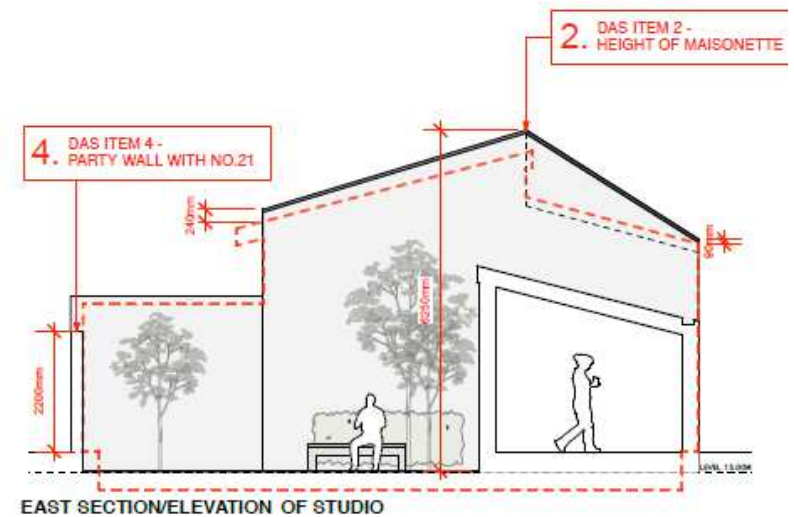 2. DAS ITEM 2 -
HEIGHT OF MAISONETTE
4. DAS ITEM 4 -
PARTY WALL WITH NO.21
240mm
90mm
6250mm
2200mm
LEVEL 15.00M
EAST SECTION/ELEVATION OF STUDIO